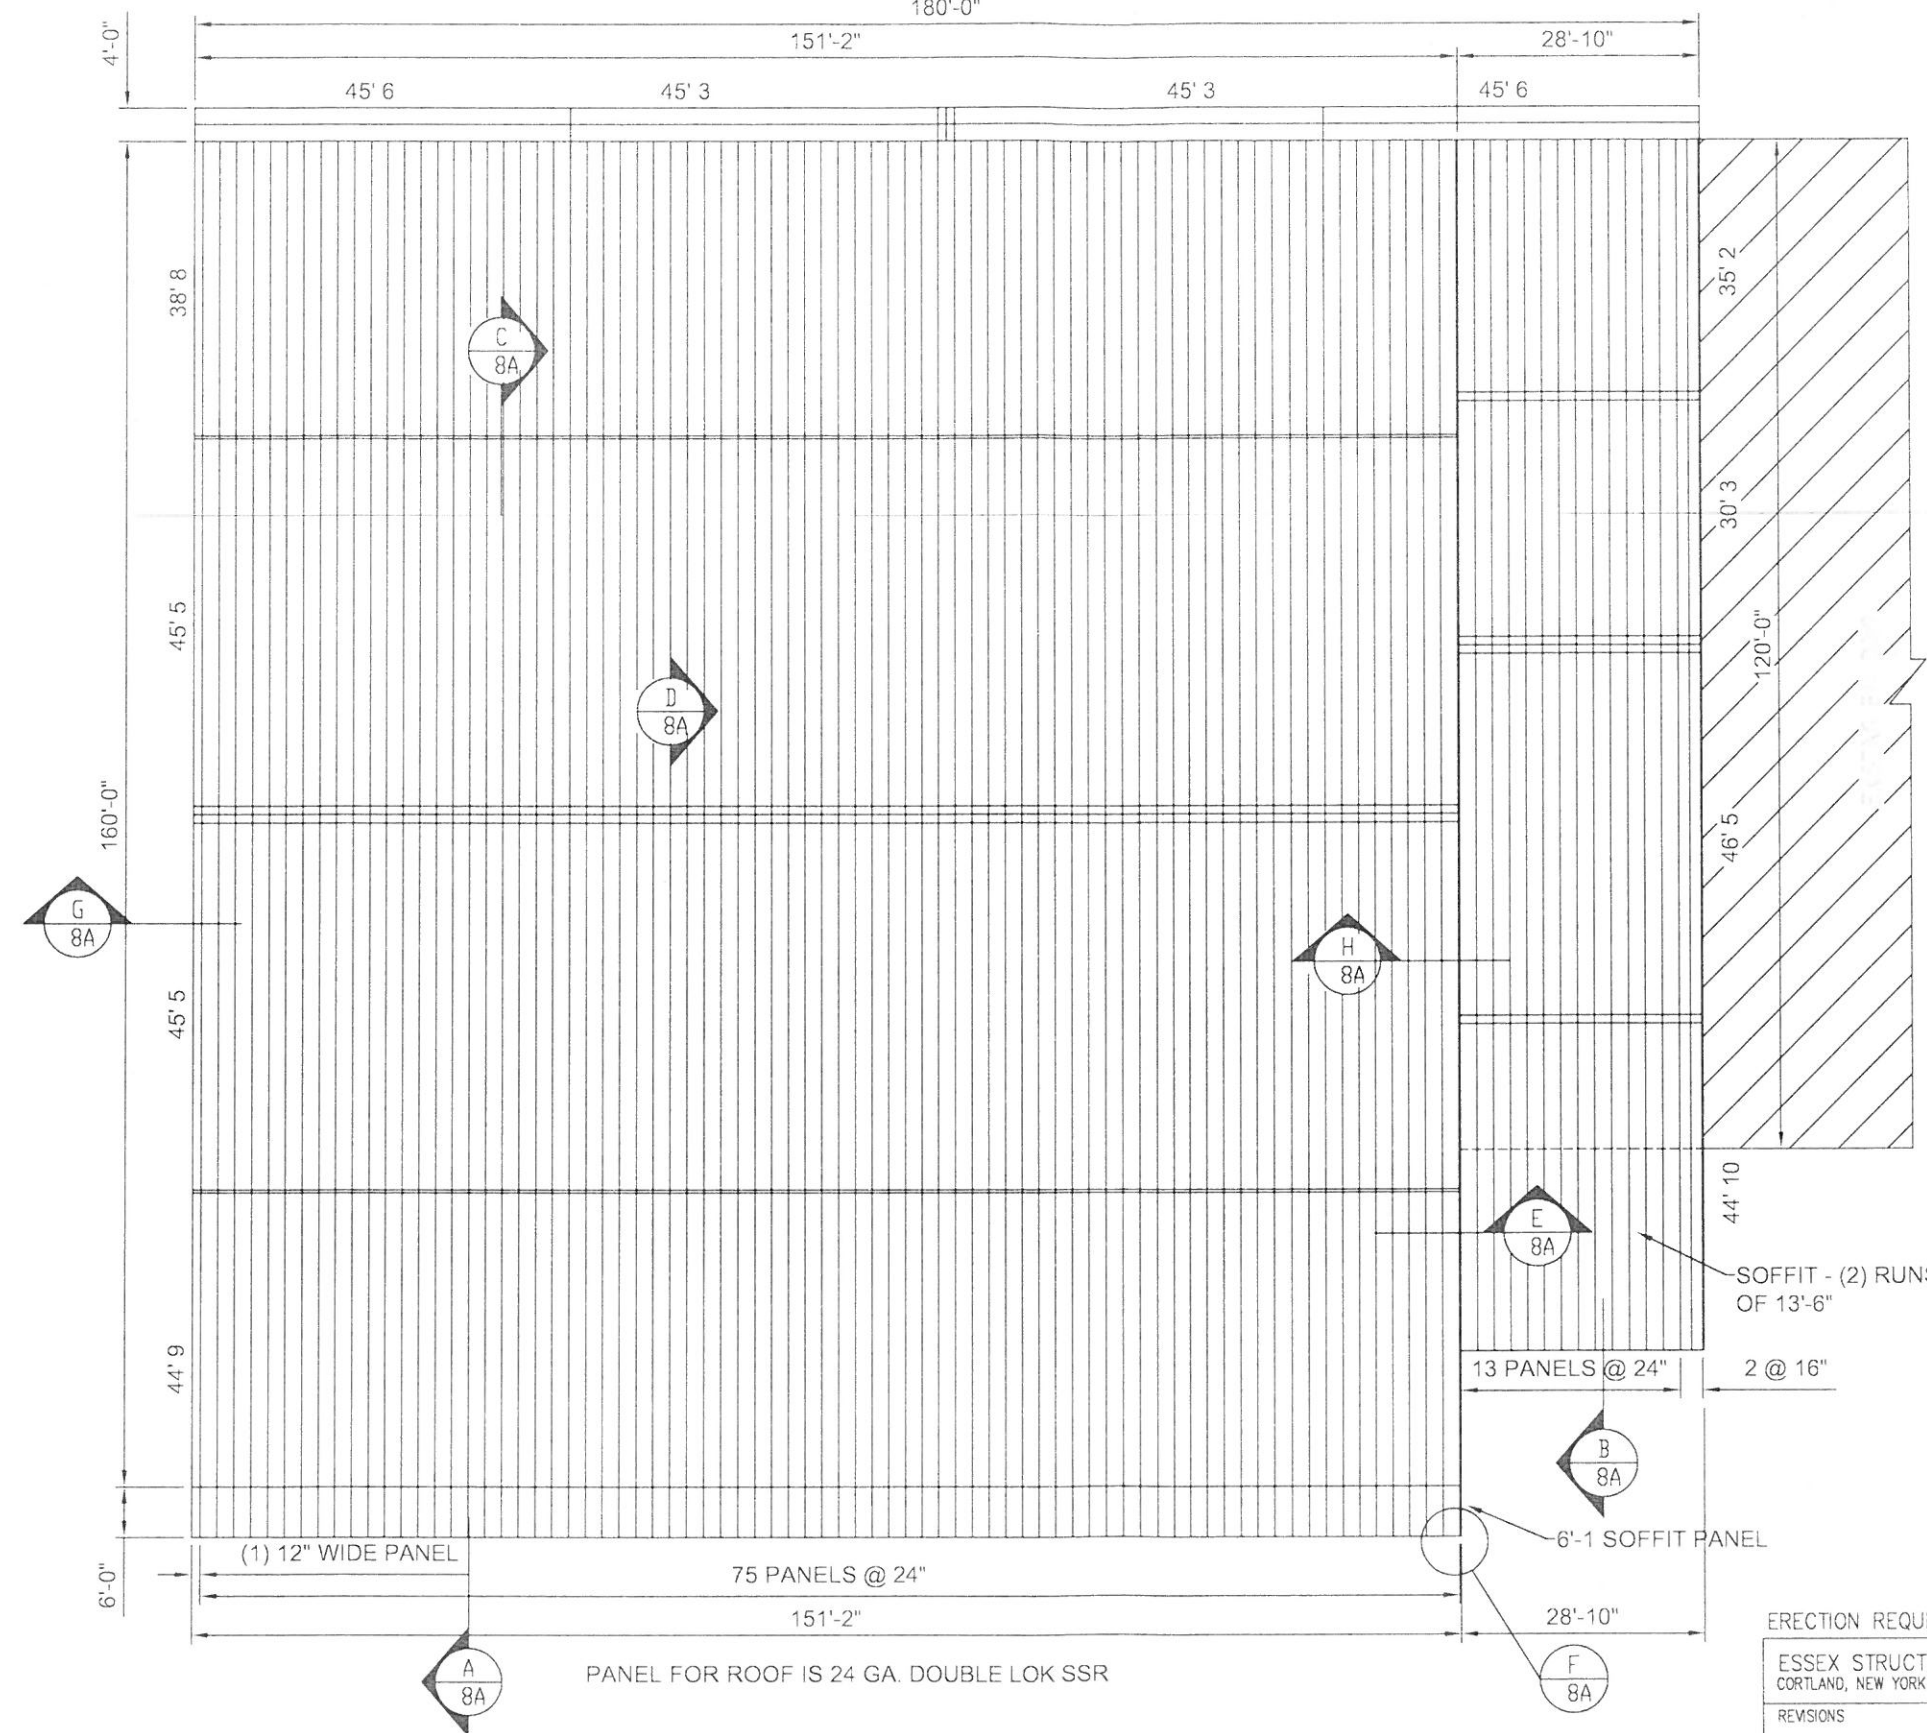 180'-0"
151'-2"
28'-10"
4'-0"
45' 6
45' 3
45' 3
45' 6
38' 8
35' 2
C
8A
30' 3
45' 5
120'-0"
D
8A
160'-0"
46' 5
G
8A
H
8A
45' 5
44' 10
E
8A
SOFFIT - (2) RUNS
OF 13'-6"
44' 9
13 PANELS @ 24"
2 @ 16"
B
8A
6'-1 SOFFIT PANEL
(1) 12" WIDE PANEL
6'-0"
75 PANELS @ 24"
151'-2"
28'-10"
A
8A
PANEL FOR ROOF IS 24 GA. DOUBLE LOK SSR
F
8A
ERECTION REQU
ESSEX STRUCT
CORTLAND, NEW YORK
REVISIONS